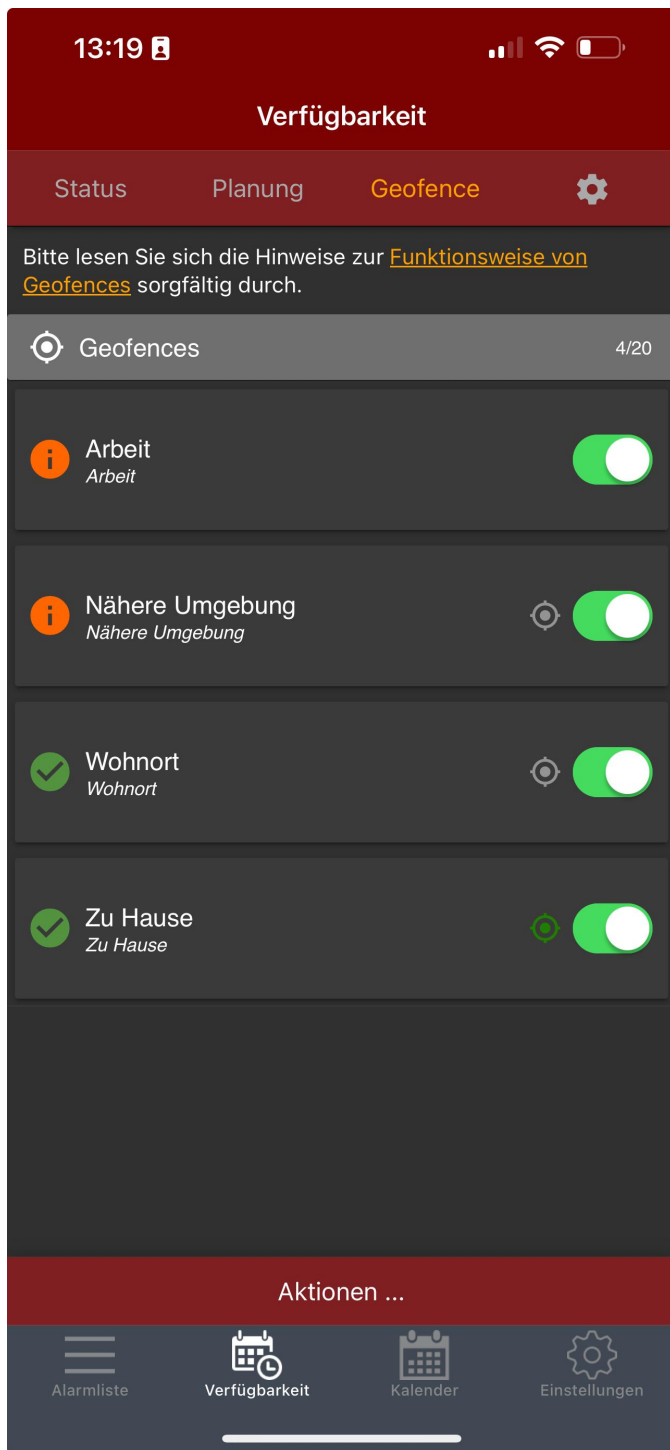 13:19
Verfügbarkeit
Status Planung Geofence
Bitte lesen Sie sich die Hinweise zur Funktionsweise von
Geofences sorgfältig durch.
Geofences 4/20
Arbeit
Arbeit
Nähere Umgebung
Nähere Umgebung
Wohnort
Wohnort
Zu Hause
Zu Hause
Aktionen ...
Alarmliste Verfügbarkeit Kalender Einstellungen